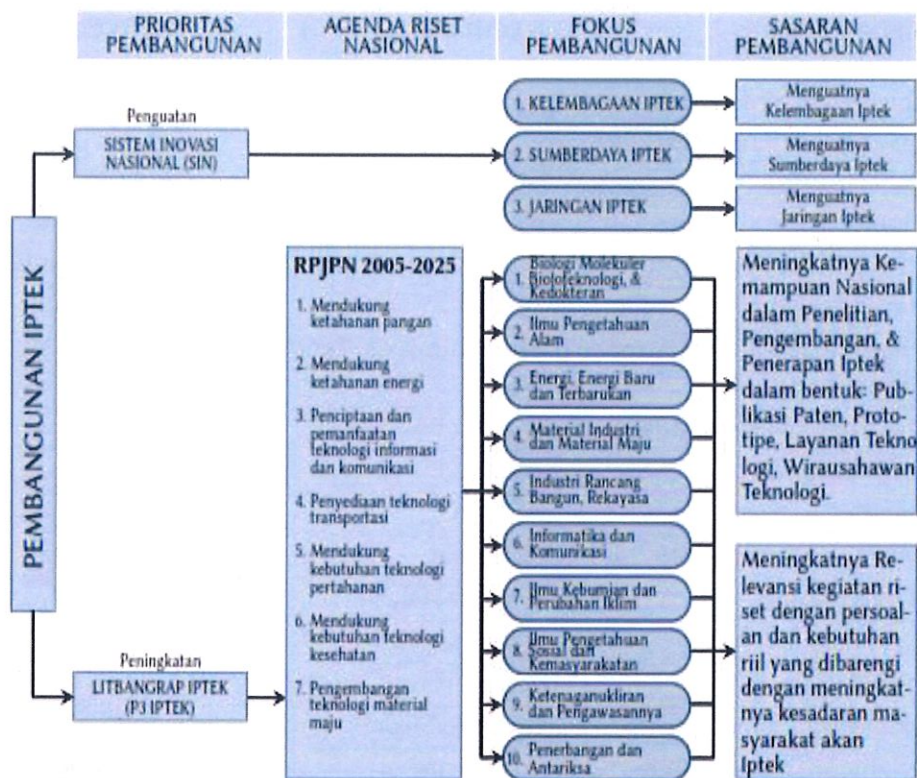 PRIORITAS
PEMBANGUNAN
AGENDA RISET
NASIONAL
FOKUS
PEMBANGUNAN
SASARAN
PEMBANGUNAN
PEMBANGUNAN IPTEK
Penguatan
SISTEM INOVASI
NASIONAL (SIN)
1. KELEMBAGAAN IPTEK
2. SUMBERDAYA IPTEK
3. JARINGAN IPTEK
Menguatnya
Kelembagaan Iptek
Menguatnya
Sumberdaya Iptek
Menguatnya
Jaringan Iptek
Peningkatan
LITBANGRAP IPTEK
(P3 IPTEK)
RPJPN 2005-2025
1. Mendukung
ketahanan pangan
2. Mendukung
ketahanan energi
3. Penciptaan dan
pemanfaatan
teknologi informasi
dan komunikasi
4. Penyediaan teknologi
transportasi
5. Mendukung
kebutuhan teknologi
pertahanan
6. Mendukung
kebutuhan teknologi
kesehatan
7. Pengembangan
teknologi material
maju
Biologi Molekuler
1. Bioloteknologi, &
Kedokteran
2. Ilmu Pengetahuan
Alam
3. Energi, Energi Baru
dan Terbarukan
4. Material Industri
dan Material Maju
5. Industri Rancang
Bangun, Rekayasa
6. Informatika dan
Komunikasi
7. Ilmu Kebumian dan
Perubahan Iklim
Ilmu Pengetahuan
8. Sosial dan
Kemasyarakatan
9. Ketenaganukliran
dan Pengawasannya
10. Penerbangan dan
Antariksa
Meningkatnya Ke-
mampuan Nasional
dalam Penelitian,
Pengembangan, &
Penerapan Iptek
dalam bentuk: Pub-
likasi Paten, Proto-
tipe, Layanan Tekno
logi, Wirausahawan
Teknologi.
Meningkatnya Re-
levansi kegiatan ri-
set dengan persoal-
an dan kebutuhan
riil yang dibarengi
dengan meningkat-
nya kesadaran ma-
syarakat akan
Iptek